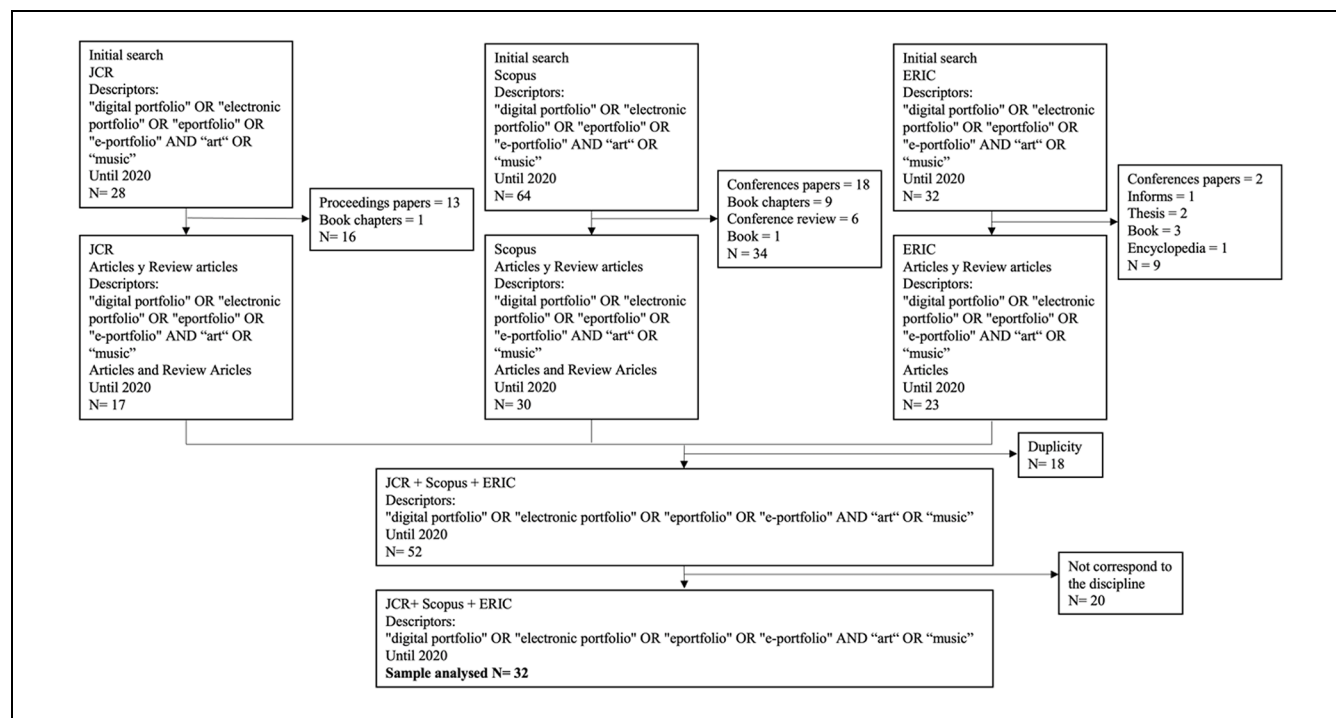 Initial search
JCR
Descriptors:
"digital portfolio" OR "electronic
portfolio" OR "eportfolio" OR
"e-portfolio" AND “art“ OR
“music”
Until 2020
N= 28
Proceedings papers = 13
Book chapters = 1
N= 16
JCR
Articles y Review articles
Descriptors:
"digital portfolio" OR "electronic
portfolio" OR "eportfolio" OR
"e-portfolio" AND “art“ OR
“music”
Articles and Review Aricles
Until 2020
N= 17
Initial search
Scopus
Descriptors:
"digital portfolio" OR "electronic
portfolio" OR "eportfolio" OR
"e-portfolio" AND “art“ OR
“music”
Until 2020
N= 64
Conferences papers = 18
Book chapters = 9
Conference review = 6
Book = 1
N = 34
Scopus
Articles y Review articles
Descriptors:
"digital portfolio" OR "electronic
portfolio" OR "eportfolio" OR
"e-portfolio" AND “art“ OR
“music”
Articles and Review Aricles
Until 2020
N= 30
Initial search
ERIC
Descriptors:
"digital portfolio" OR "electronic
portfolio" OR "eportfolio" OR
"e-portfolio" AND “art“ OR
“music”
Until 2020
N= 32
Conferences papers = 2
Informs = 1
Thesis = 2
Book = 3
Encyclopedia = 1
N = 9
ERIC
Articles y Review articles
Descriptors:
"digital portfolio" OR "electronic
portfolio" OR "eportfolio" OR
"e-portfolio" AND “art“ OR
“music”
Articles
Until 2020
N= 23
Duplicity
N= 18
JCR + Scopus + ERIC
Descriptors:
"digital portfolio" OR "electronic portfolio" OR "eportfolio" OR "e-portfolio" AND “art“ OR “music”
Until 2020
N= 52
Not correspond to
the discipline
N= 20
JCR+ Scopus + ERIC
Descriptors:
"digital portfolio" OR "electronic portfolio" OR "eportfolio" OR "e-portfolio" AND “art“ OR “music”
Until 2020
Sample analysed N= 32